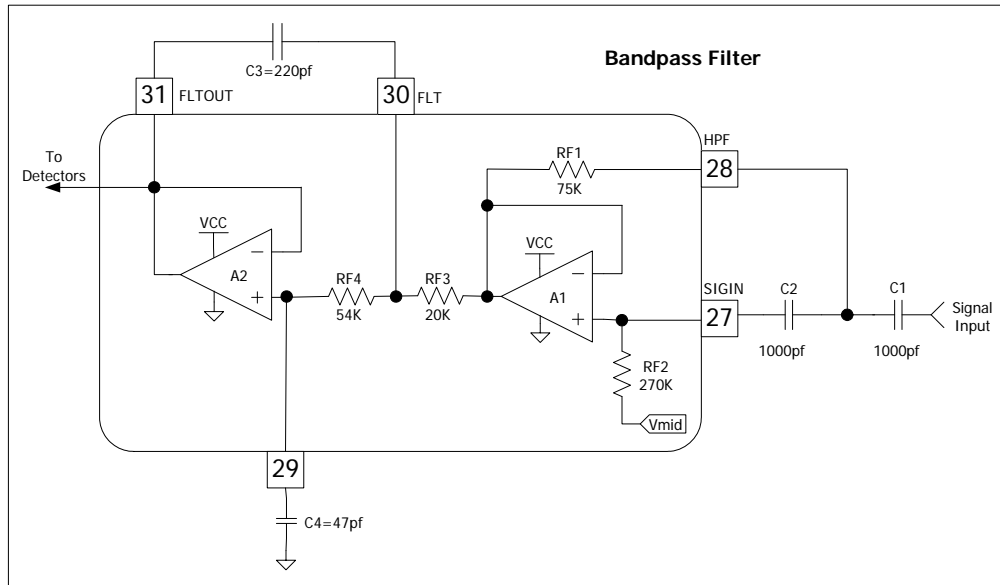 Bandpass Filter
C3=220pf
31
FLTOUT
30
FLT
To
Detectors
HPF
28
RF1
75K
VCC
VCC
−
A2
+
RF4
54K
RF3
20K
−
A1
+
SIGIN
27
C2
1000pf
C1
1000pf
Signal
Input
RF2
270K
Vmid
29
C4=47pf